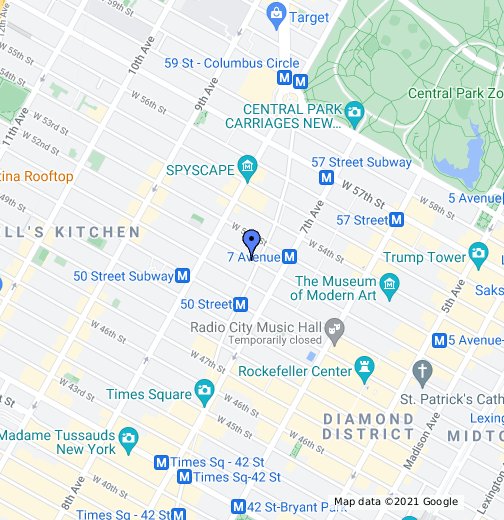 12th Ave
Target
W 55th St
10th Ave
59 St - Columbus Circle
M
M
W 56th St
9th Ave
Central Park Zo
11th Ave
W 53rd St
W 52nd St
CENTRAL PARK
CARRIAGES NEW...
SPYSCAPE
57 Street Subway
M
W 57th St
tina Rooftop
5 Avenue
57 Street M
7th Ave
LL'S KITCHEN
W 54th St
7 Avenue M
Trump Tower
50 Street Subway M
The Museum
of Modern Art
Saks
5th Ave
50 Street M
Radio City Music Hall
Temporarily closed
W 46th St
M 5 Avenue
W 47th St
Rockefeller Center
W 43rd St
Times Square
St. Patrick's Cath
W 46th St
Lexing
W 45th St
DIAMOND
DISTRICT
Madison Ave
MIDT
Madame Tussauds
New York
W 46th St
M Times Sq - 42 St
M Times Sq-42 St
W 40th St
8th Ave
Lexington
M 42 St-Bryant Park
Times Sq - 42 St M
Map data ©2021 Google